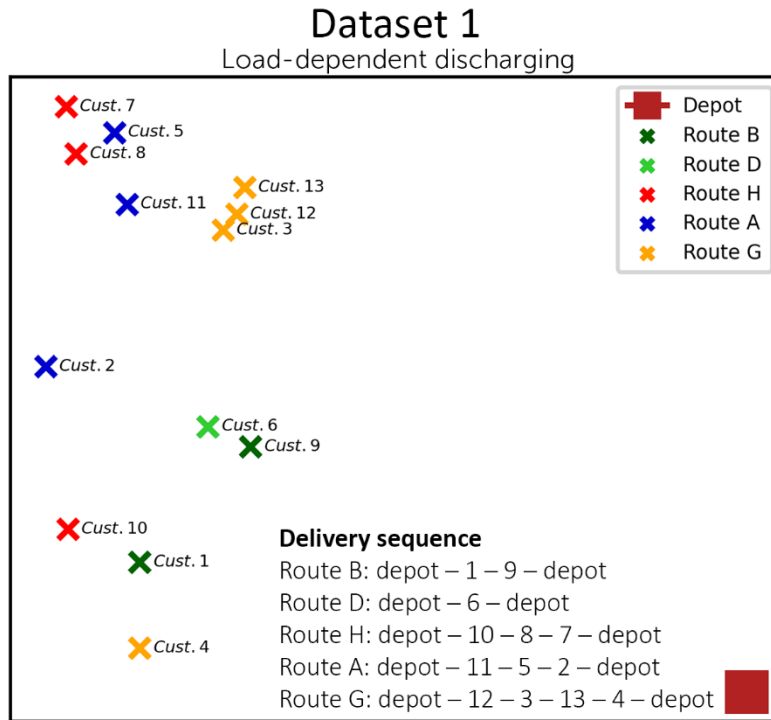 Dataset 1
Load-dependent discharging
Cust. 7
Cust. 5
Cust. 8
Cust. 13
Cust. 11
Cust. 12
Cust. 3
Depot
Route B
Route D
Route H
Route A
Route G
Cust. 2
Cust. 6
Cust. 9
Cust. 10
Cust. 1
Cust. 4
Delivery sequence
Route B: depot – 1 – 9 – depot
Route D: depot – 6 – depot
Route H: depot – 10 – 8 – 7 – depot
Route A: depot – 11 – 5 – 2 – depot
Route G: depot – 12 – 3 – 13 – 4 – depot